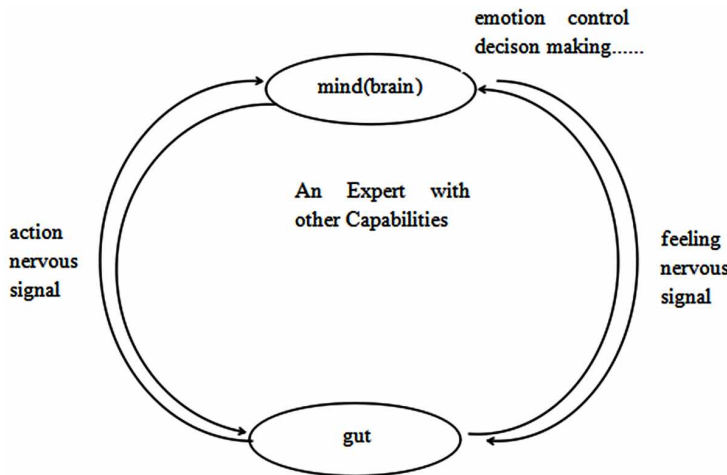 emotion control
decison making......
mind(brain)
An Expert with
other Capabilities
action
nervous
signal
feeling
nervous
signal
gut